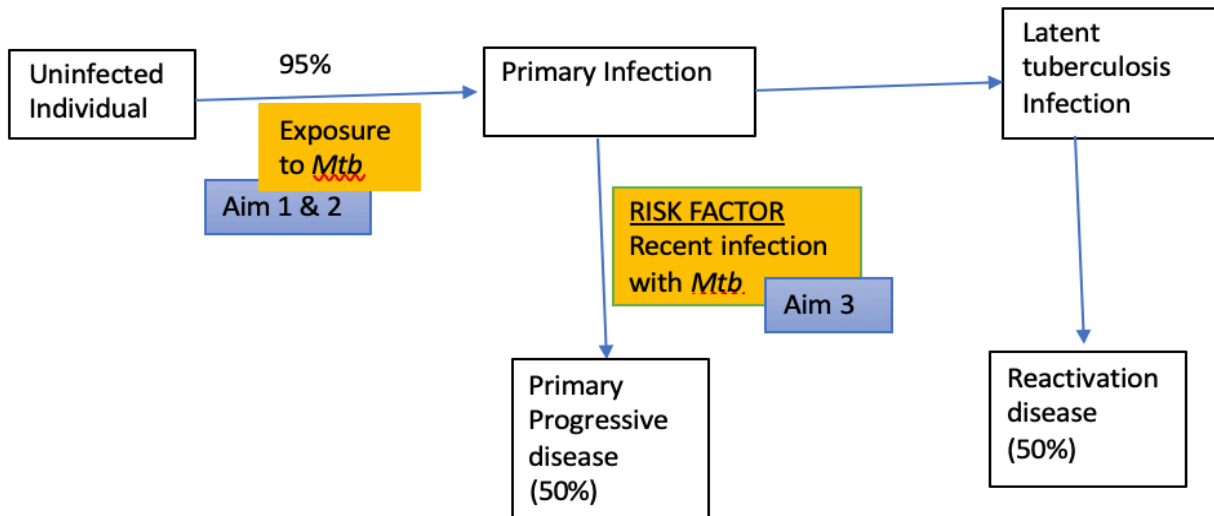 Uninfected
Individual
95%
Exposure
to Mtb
Aim 1 & 2
Primary Infection
Latent
tuberculosis
Infection
RISK FACTOR
Recent infection
with Mtb
Aim 3
Primary
Progressive
disease
(50%)
Reactivation
disease
(50%)